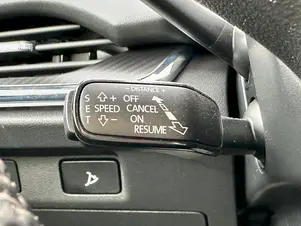 - DISTANCE +
S ⇧+ OFF
E SPEED CANCEL
T ⇩- ON
RESUME